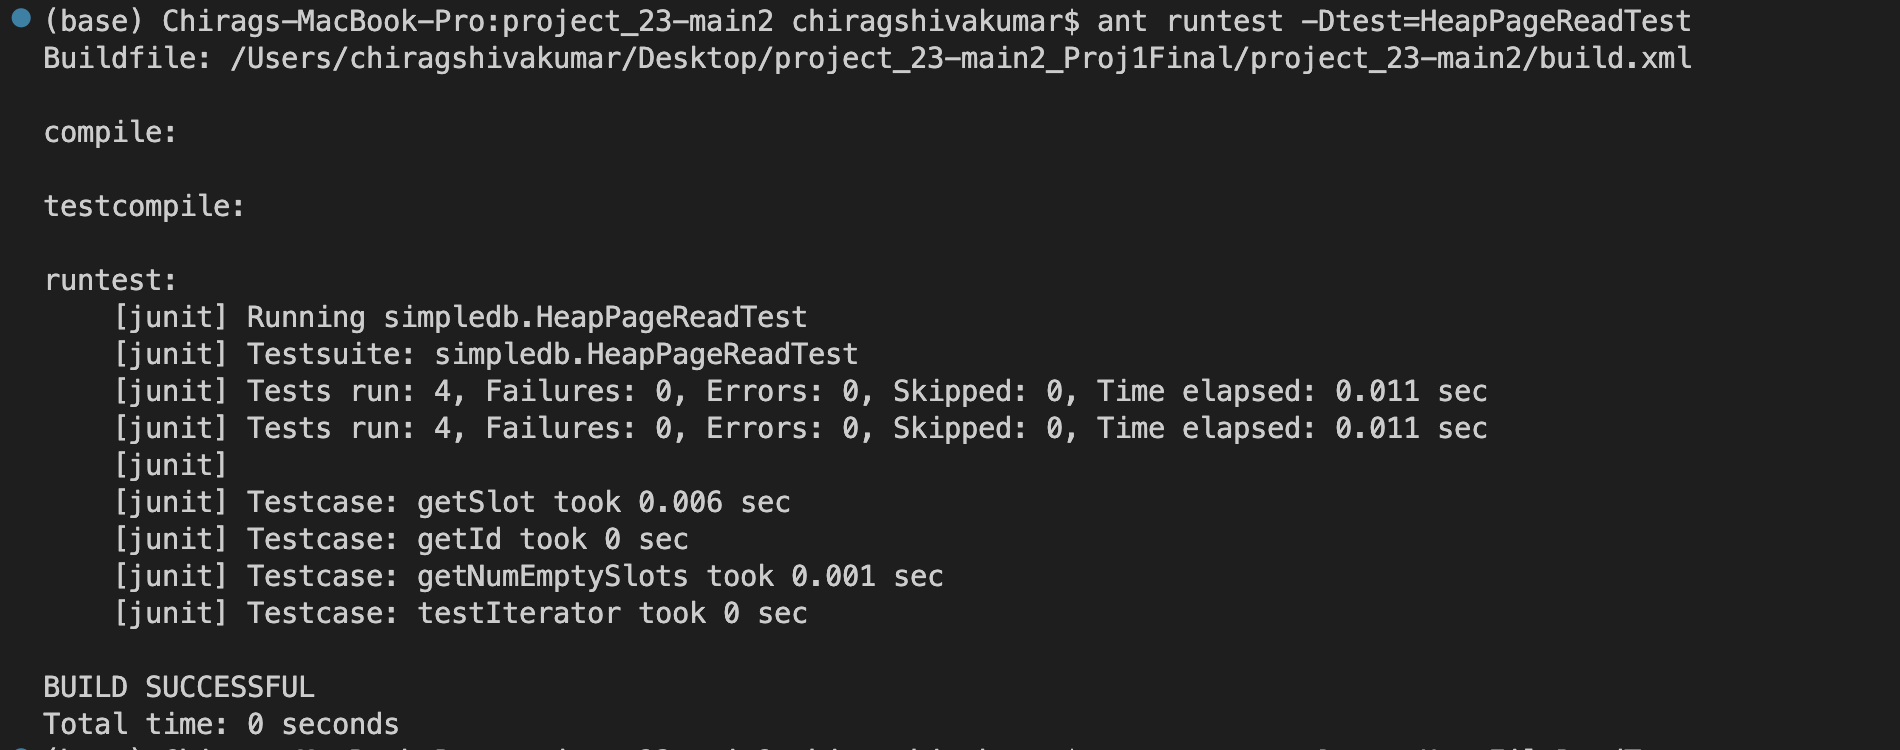 (base) Chirags-MacBook-Pro:project_23-main2 chiragshivakumar$ ant runtest -Dtest=HeapPageReadTest
Buildfile: /Users/chiragshivakumar/Desktop/project_23-main2_Proj1Final/project_23-main2/build.xml
compile:
testcompile:
runtest:
[junit] Running simpledb.HeapPageReadTest
[junit] Testsuite: simpledb.HeapPageReadTest
[junit] Tests run: 4, Failures: 0, Errors: 0, Skipped: 0, Time elapsed: 0.011 sec
[junit] Tests run: 4, Failures: 0, Errors: 0, Skipped: 0, Time elapsed: 0.011 sec
[junit]
[junit] Testcase: getSlot took 0.006 sec
[junit] Testcase: getId took 0 sec
[junit] Testcase: getNumEmptySlots took 0.001 sec
[junit] Testcase: testIterator took 0 sec
BUILD SUCCESSFUL
Total time: 0 seconds